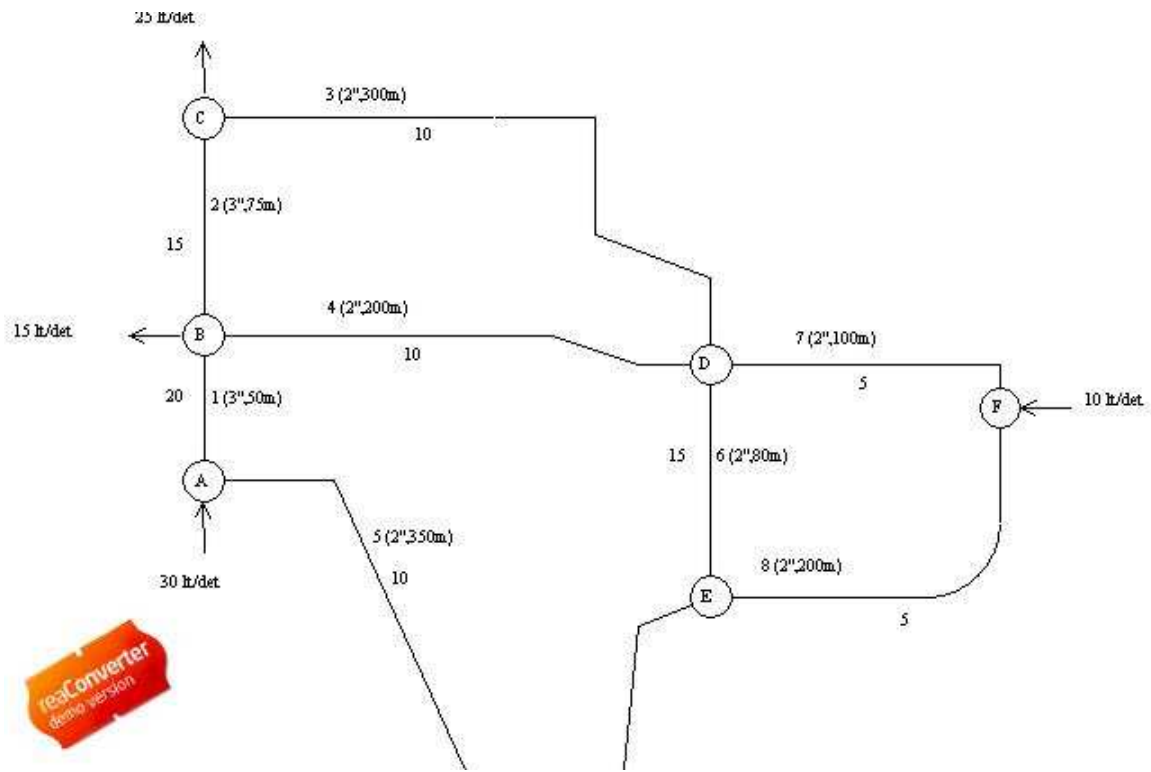 25 lt/det.
C
3 (2",300m)
10
2 (3",75m)
15
4 (2",200m)
15 lt/det.
B
10
7 (2",100m)
D
5
20
1 (3",50m)
F
10 lt/det.
15
6 (2",80m)
A
5 (2",350m)
10
30 lt/det.
8 (2",200m)
E
5
reaConverter
demo version